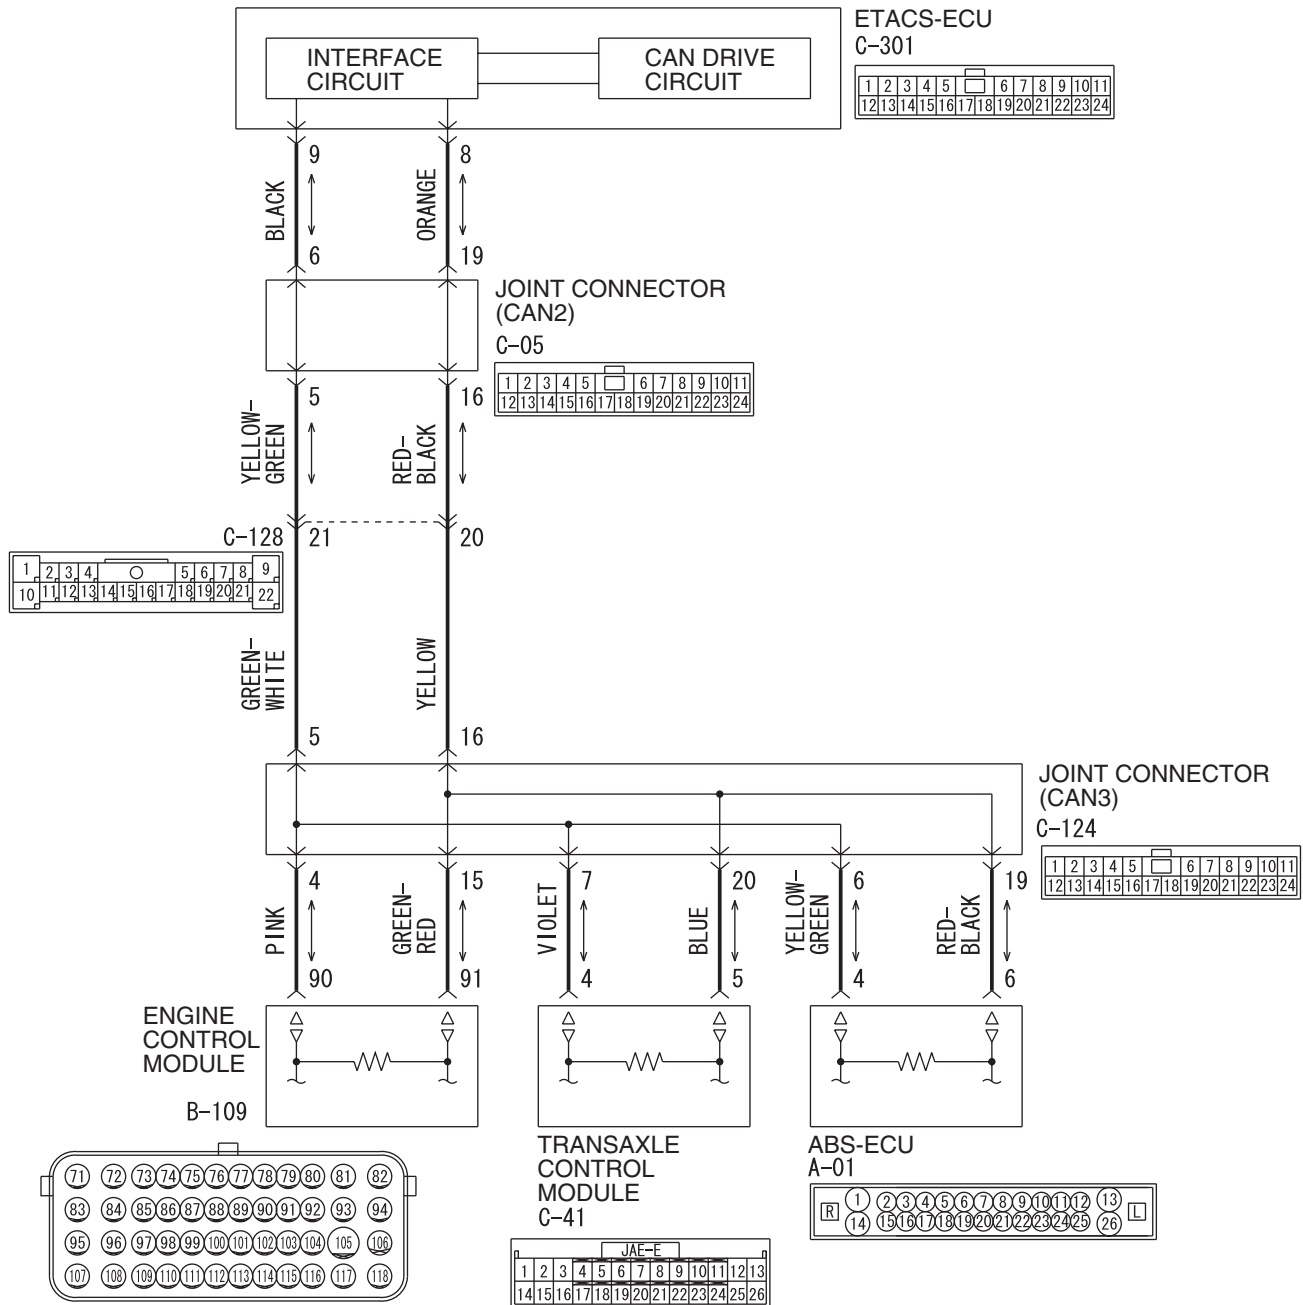 ETACS-ECU
C-301
INTERFACE
CIRCUIT
CAN DRIVE
CIRCUIT
1 2 3 4 5 6 7 8 9 10 11
12 13 14 15 16 17 18 19 20 21 22 23 24
9 8
BLACK
ORANGE
6 19
JOINT CONNECTOR
(CAN2)
C-05
1 2 3 4 5 6 7 8 9 10 11
12 13 14 15 16 17 18 19 20 21 22 23 24
5 16
YELLOW-
GREEN
RED-
BLACK
C-128 21 20
1 2 3 4 5 6 7 8 9
10 11 12 13 14 15 16 17 18 19 20 21 22
GREEN-
WHITE
YELLOW
5 16
JOINT CONNECTOR
(CAN3)
C-124
1 2 3 4 5 6 7 8 9 10 11
12 13 14 15 16 17 18 19 20 21 22 23 24
4 15 7 20 6 19
PINK
GREEN-
RED
VIOLET
BLUE
YELLOW-
GREEN
RED-
BLACK
90 91 4 5 4 6
ENGINE
CONTROL
MODULE
B-109
71 72 73 74 75 76 77 78 79 80 81 82
83 84 85 86 87 88 89 90 91 92 93 94
95 96 97 98 99 100 101 102 103 104 105 106
107 108 109 110 111 112 113 114 115 116 117 118
TRANSAXLE
CONTROL
MODULE
C-41
JAE-E
1 2 3 4 5 6 7 8 9 10 11 12 13
14 15 16 17 18 19 20 21 22 23 24 25 26
ABS-ECU
A-01
R 1 2 3 4 5 6 7 8 9 10 11 12 13 L
14 15 16 17 18 19 20 21 22 23 24 25 26